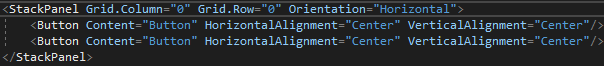 <StackPanel Grid.Column="0" Grid.Row="0" Orientation="Horizontal">
    <Button Content="Button" HorizontalAlignment="Center" VerticalAlignment="Center"/>
    <Button Content="Button" HorizontalAlignment="Center" VerticalAlignment="Center"/>
</StackPanel>